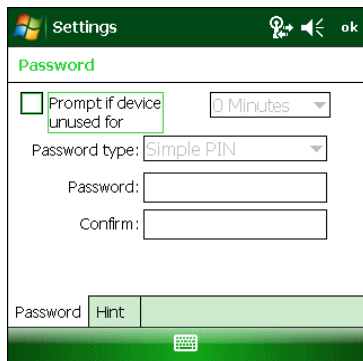 Settings
ok
Password
Prompt if device
unused for
0 Minutes
Password type:
Simple PIN
Password:
Confirm:
Password
Hint